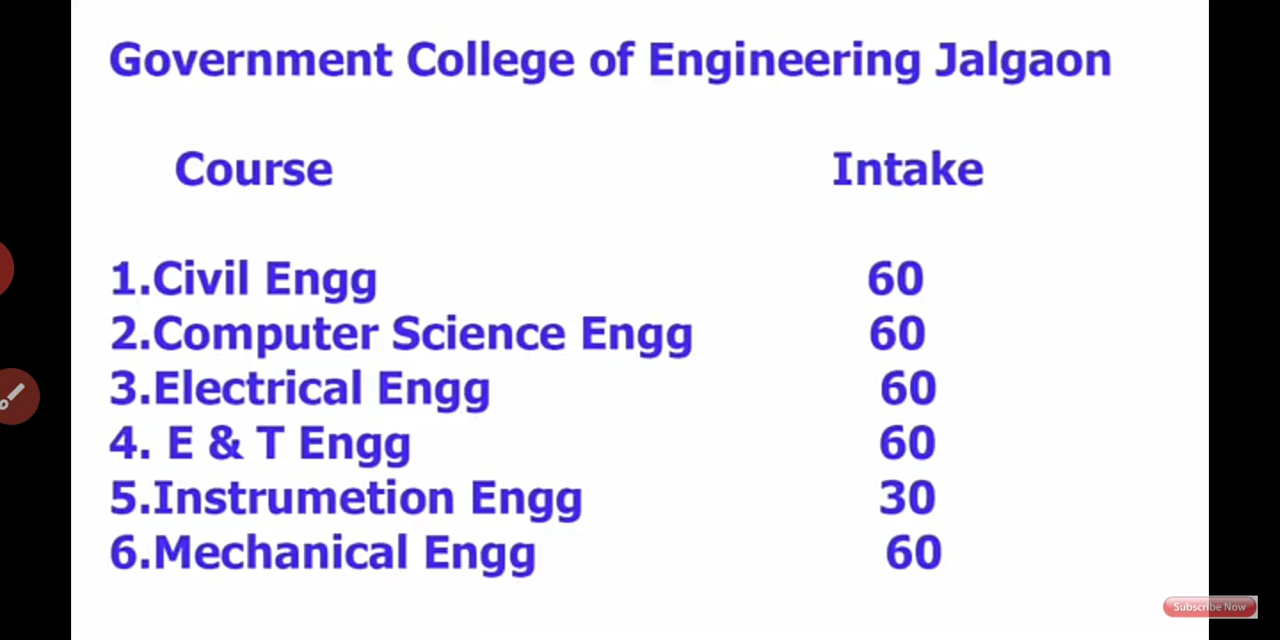 Government College of Engineering Jalgaon
Course Intake
1.Civil Engg 60
2.Computer Science Engg 60
3.Electrical Engg 60
4. E & T Engg 60
5.Instrumetion Engg 30
6.Mechanical Engg 60
Subscribe Now